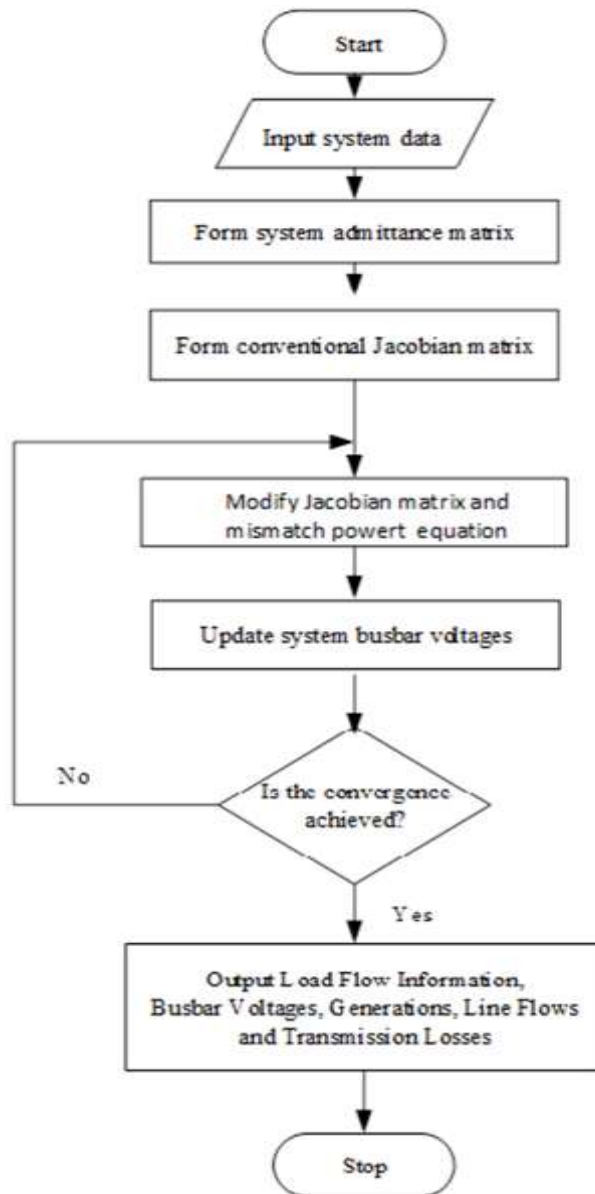 Start
Input system data
Form system admittance matrix
Form conventional Jacobian matrix
Modify Jacobian matrix and
mismatch powert equation
Update system busbar voltages
Is the convergence
achieved?
No
Yes
Output Load Flow Information,
Busbar Voltages, Generations, Line Flows
and Transmission Losses
Stop